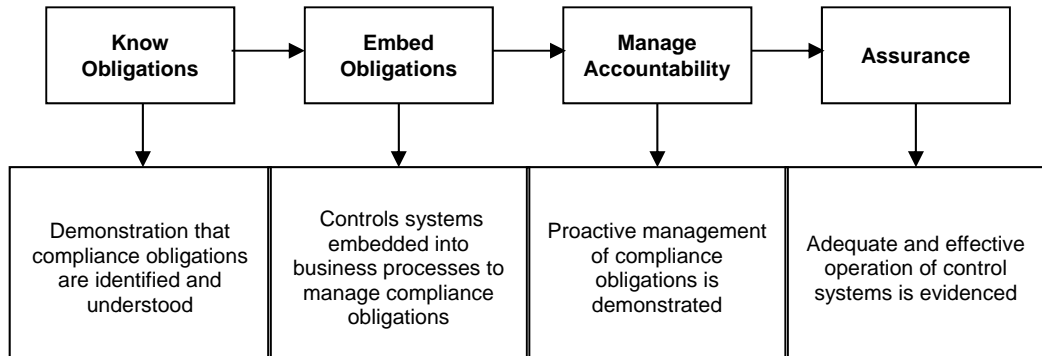 Know
Obligations
Embed
Obligations
Manage
Accountability
Assurance
Demonstration that
compliance obligations
are identified and
understood
Controls systems
embedded into
business processes to
manage compliance
obligations
Proactive management
of compliance
obligations is
demonstrated
Adequate and effective
operation of control
systems is evidenced